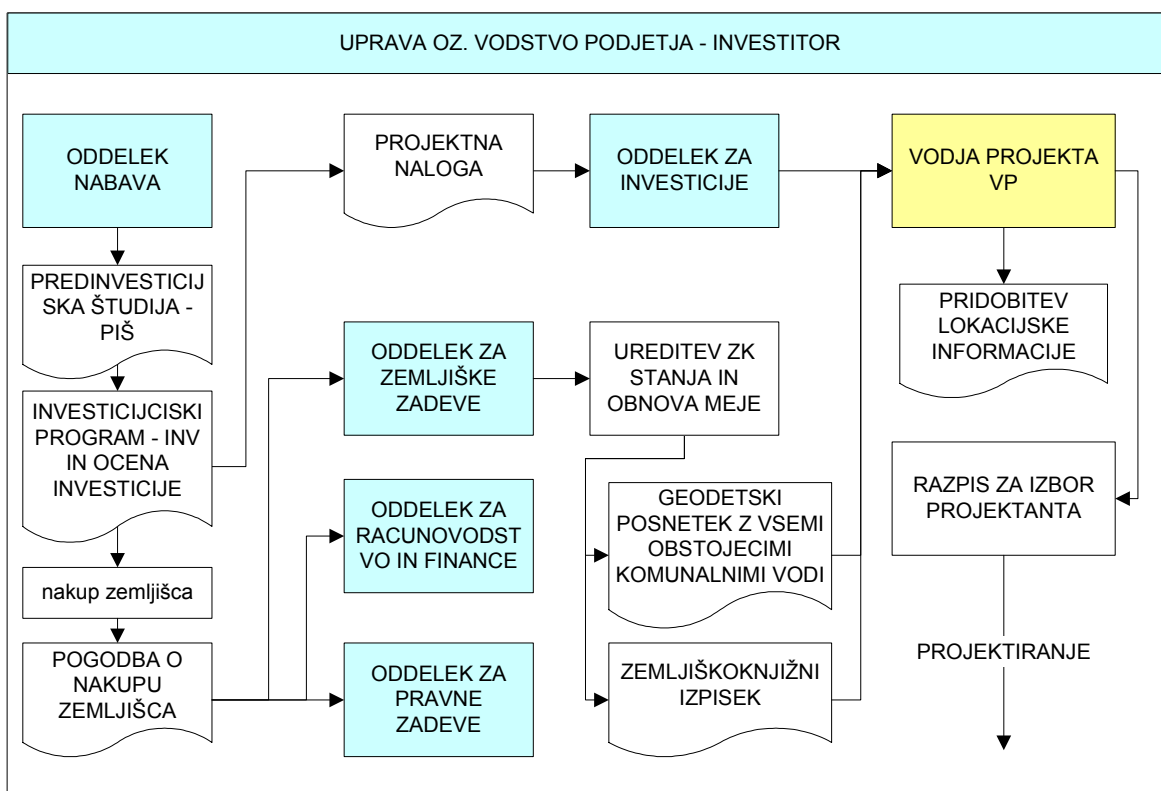 UPRAVA OZ. VODSTVO PODJETJA - INVESTITOR
ODDELEK
NABAVA
PREDINVESTICIJ
SKA ŠTUDIJA -
PIŠ
INVESTICIJCISKI
PROGRAM - INV
IN OCENA
INVESTICIJE
nakup zemljišca
POGODBA O
NAKUPU
ZEMLJIŠCA
PROJEKTNA
NALOGA
ODDELEK ZA
ZEMLJIŠKE
ZADEVE
ODDELEK ZA
RACUNOVODST
VO IN FINANCE
ODDELEK ZA
PRAVNE
ZADEVE
ODDELEK ZA
INVESTICIJE
UREDITEV ZK
STANJA IN
OBNOVA MEJE
GEODETSKI
POSNETEK Z VSEMI
OBSTOJECIMI
KOMUNALNIMI VODI
ZEMLJIŠKOKNJIŽNI
IZPISEK
VODJA PROJEKTA
VP
PRIDOBITEV
LOKACIJSKE
INFORMACIJE
RAZPIS ZA IZBOR
PROJEKTANTA
PROJEKTIRANJE